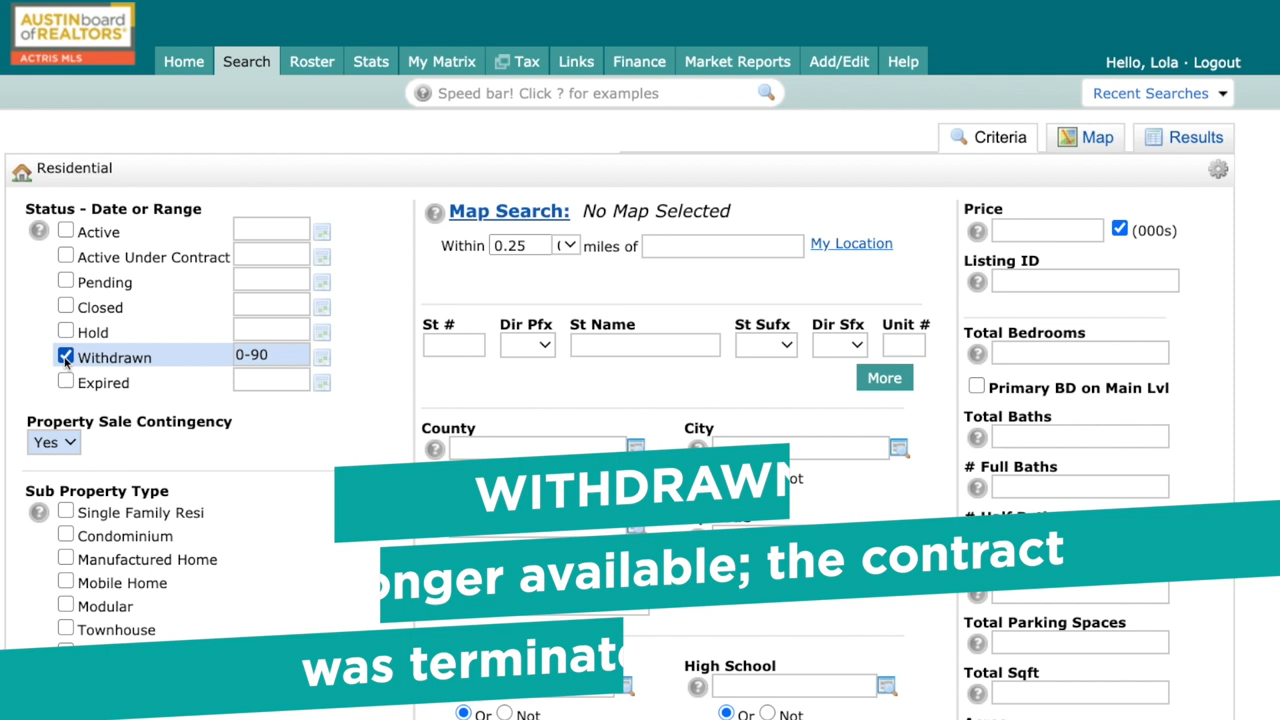 AUSTINboard
of REALTORS®
ACTRIS MLS
Home
Search
Roster
Stats
My Matrix
Tax
Links
Finance
Market Reports
Add/Edit
Help
Hello, Lola · Logout
Speed bar! Click ? for examples
Recent Searches
Criteria
Map
Results
Residential
Status - Date or Range
Active
Active Under Contract
Pending
Closed
Hold
Withdrawn 0-90
Expired
Property Sale Contingency
Yes
Sub Property Type
Single Family Resi
Condominium
Manufactured Home
Mobile Home
Modular
Townhouse
Map Search: No Map Selected
Within 0.25 miles of
My Location
St # Dir Pfx St Name St Sufx Dir Sfx Unit #
More
County City
High School
Or Not
Or Not
Price
(000s)
Listing ID
Total Bedrooms
Primary BD on Main Lvl
Total Baths
# Full Baths
Total Parking Spaces
Total Sqft
WITHDRAWN
onger available; the contract
was terminate